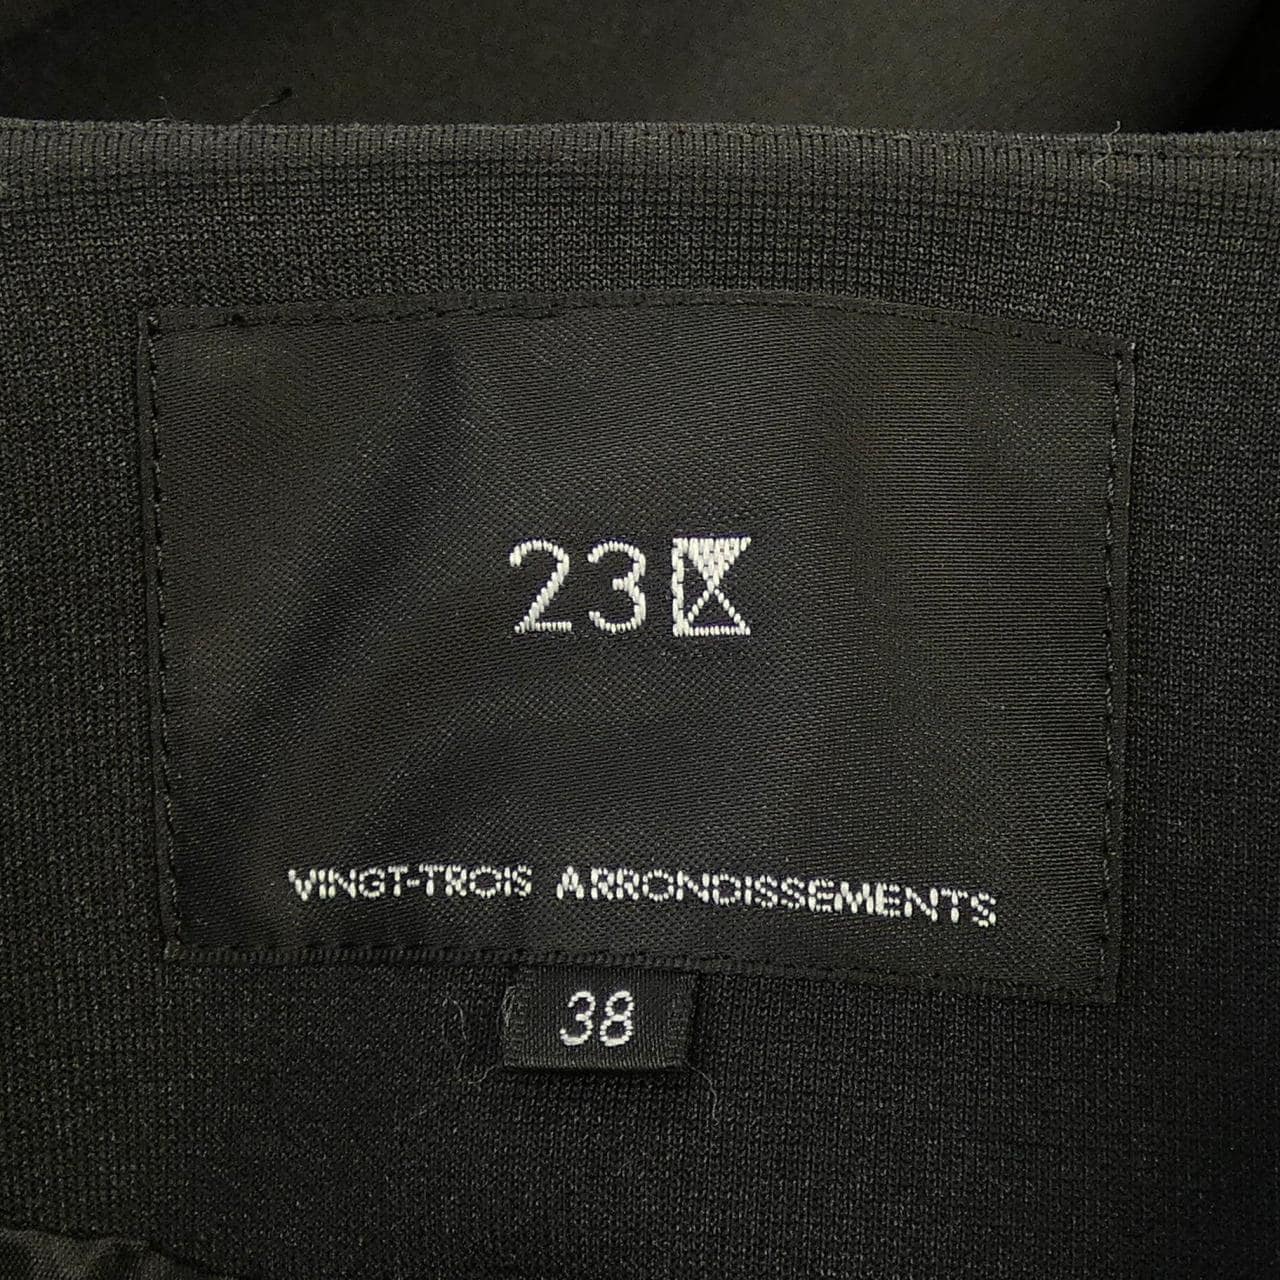 23区
VINGT-TROIS ARRONDISSEMENTS
38